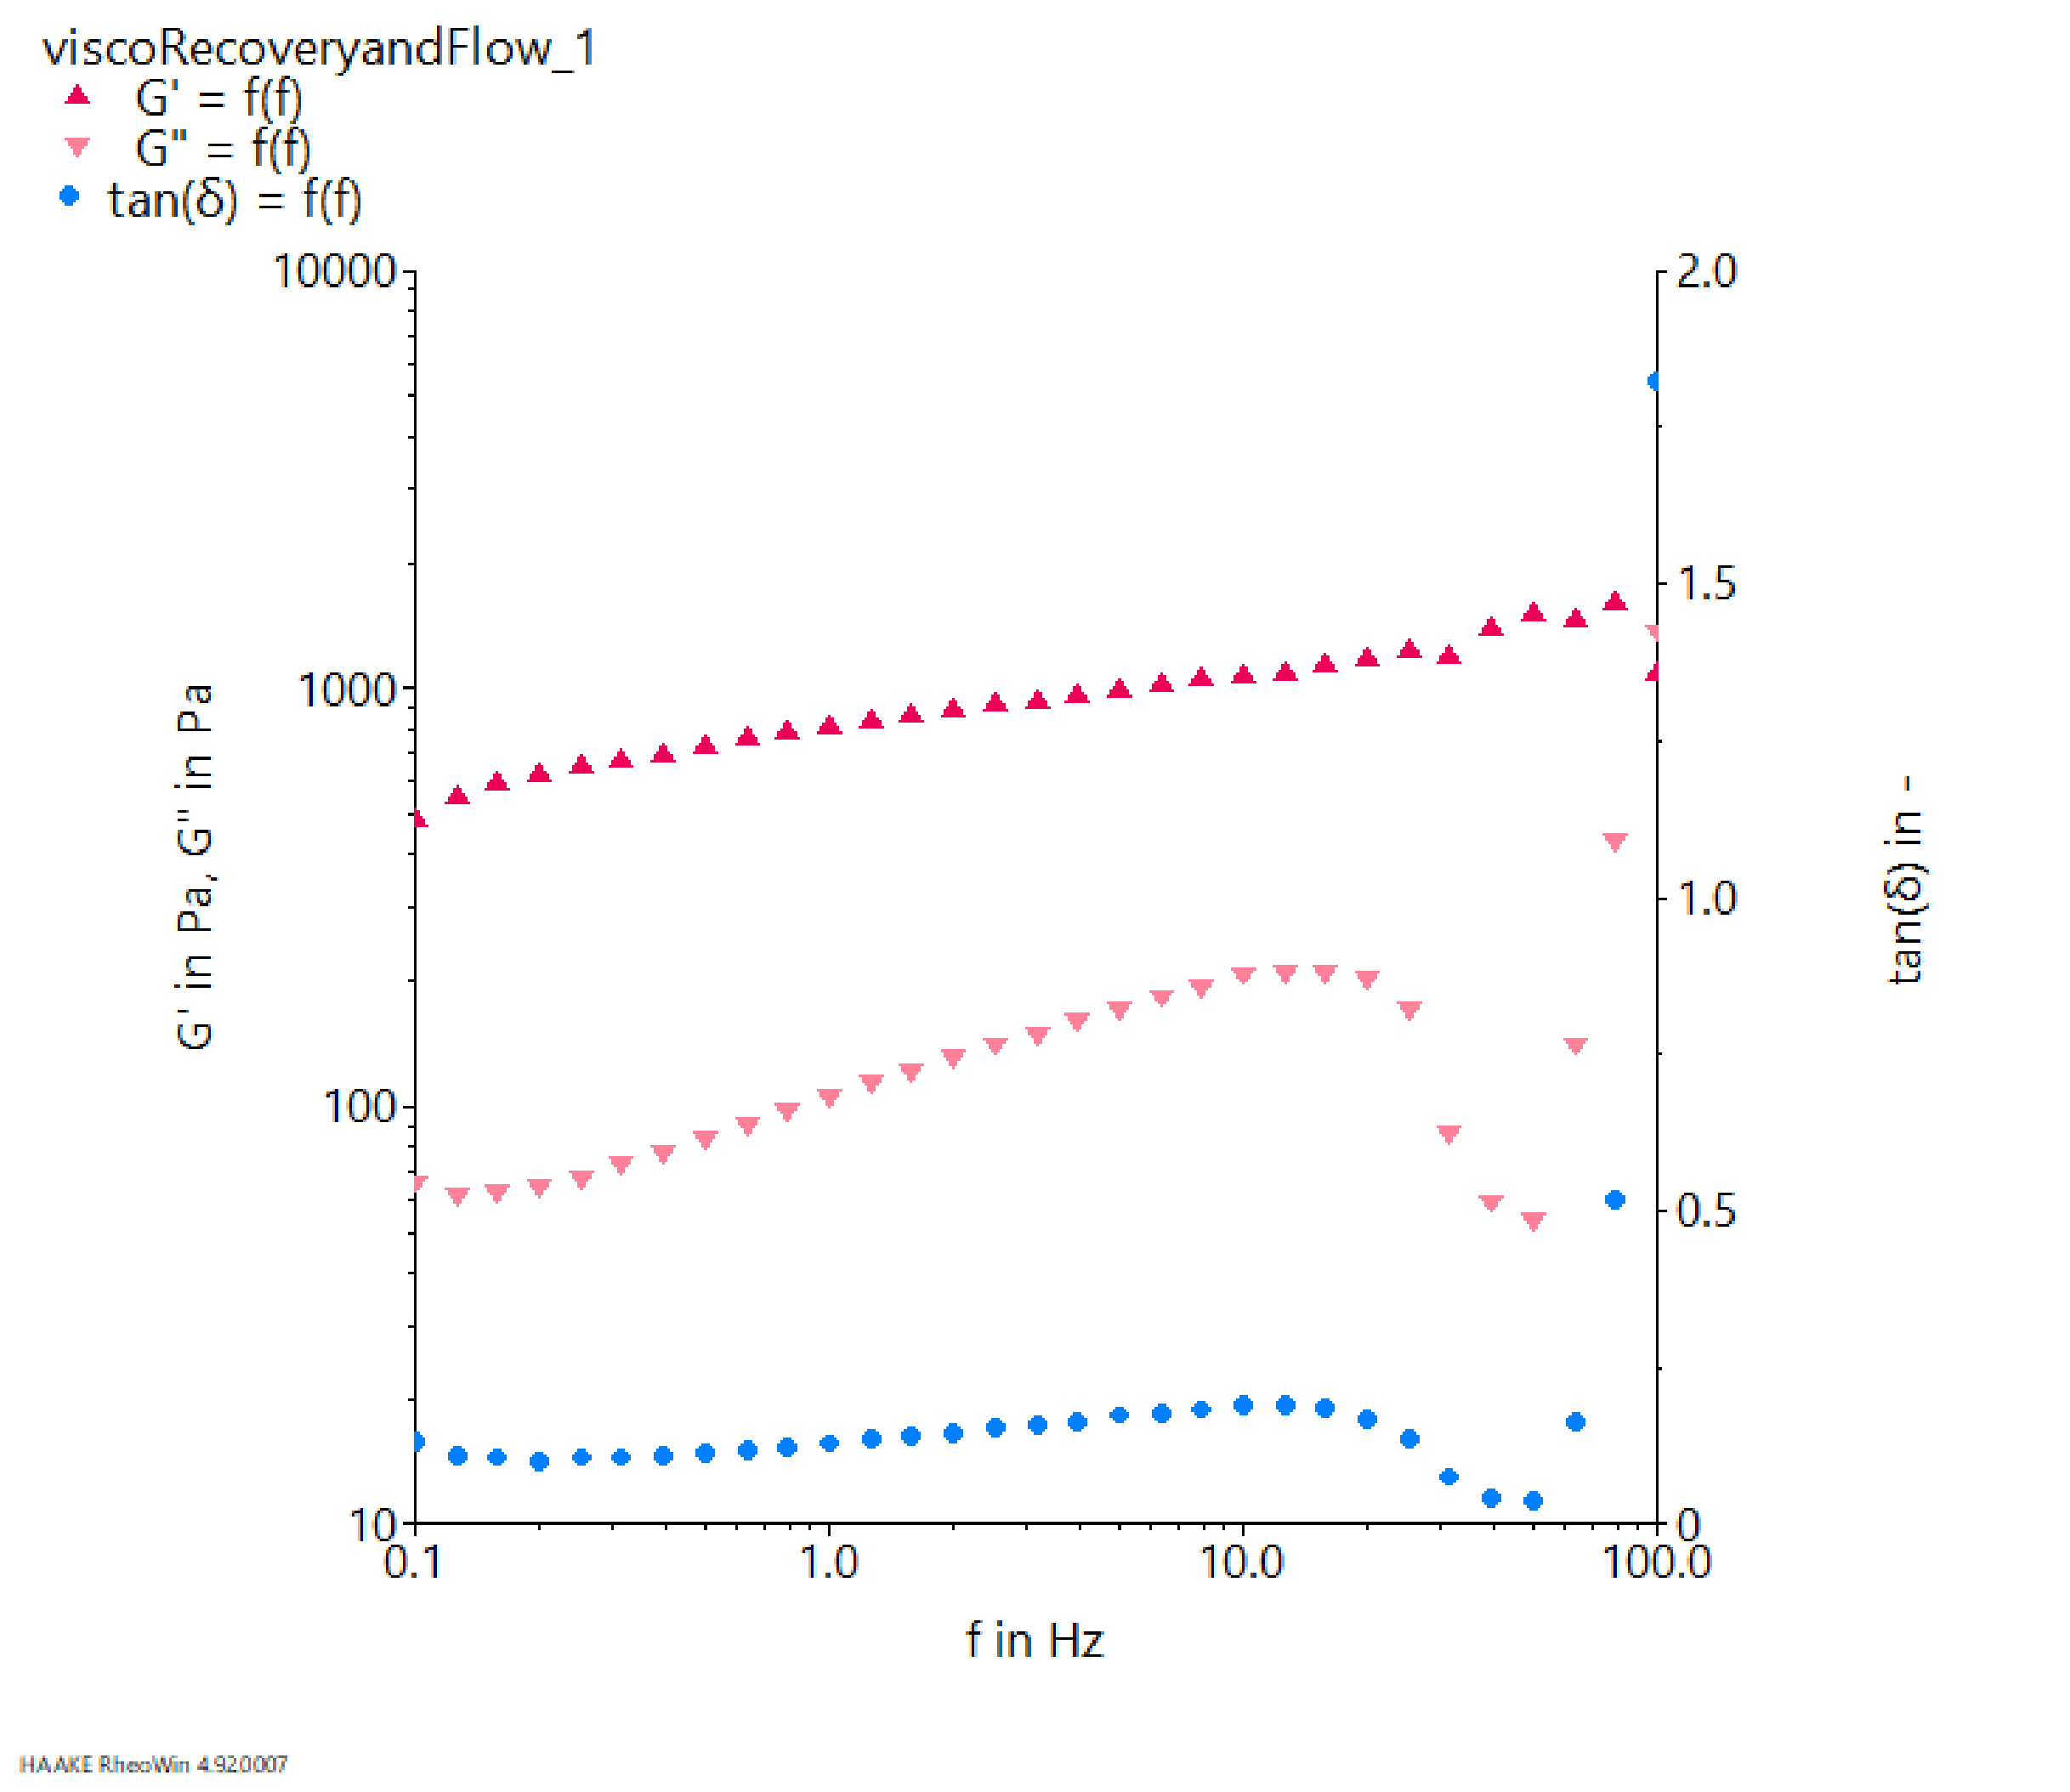 viscoRecoveryandFlow_1
G' = f(f)
G" = f(f)
tan(δ) = f(f)
10000
1000
100
10
2.0
1.5
1.0
0.5
0
G' in Pa, G" in Pa
tan(δ) in -
0.1
1.0
10.0
100.0
f in Hz
HAAKE RheoWin 4.92.0007